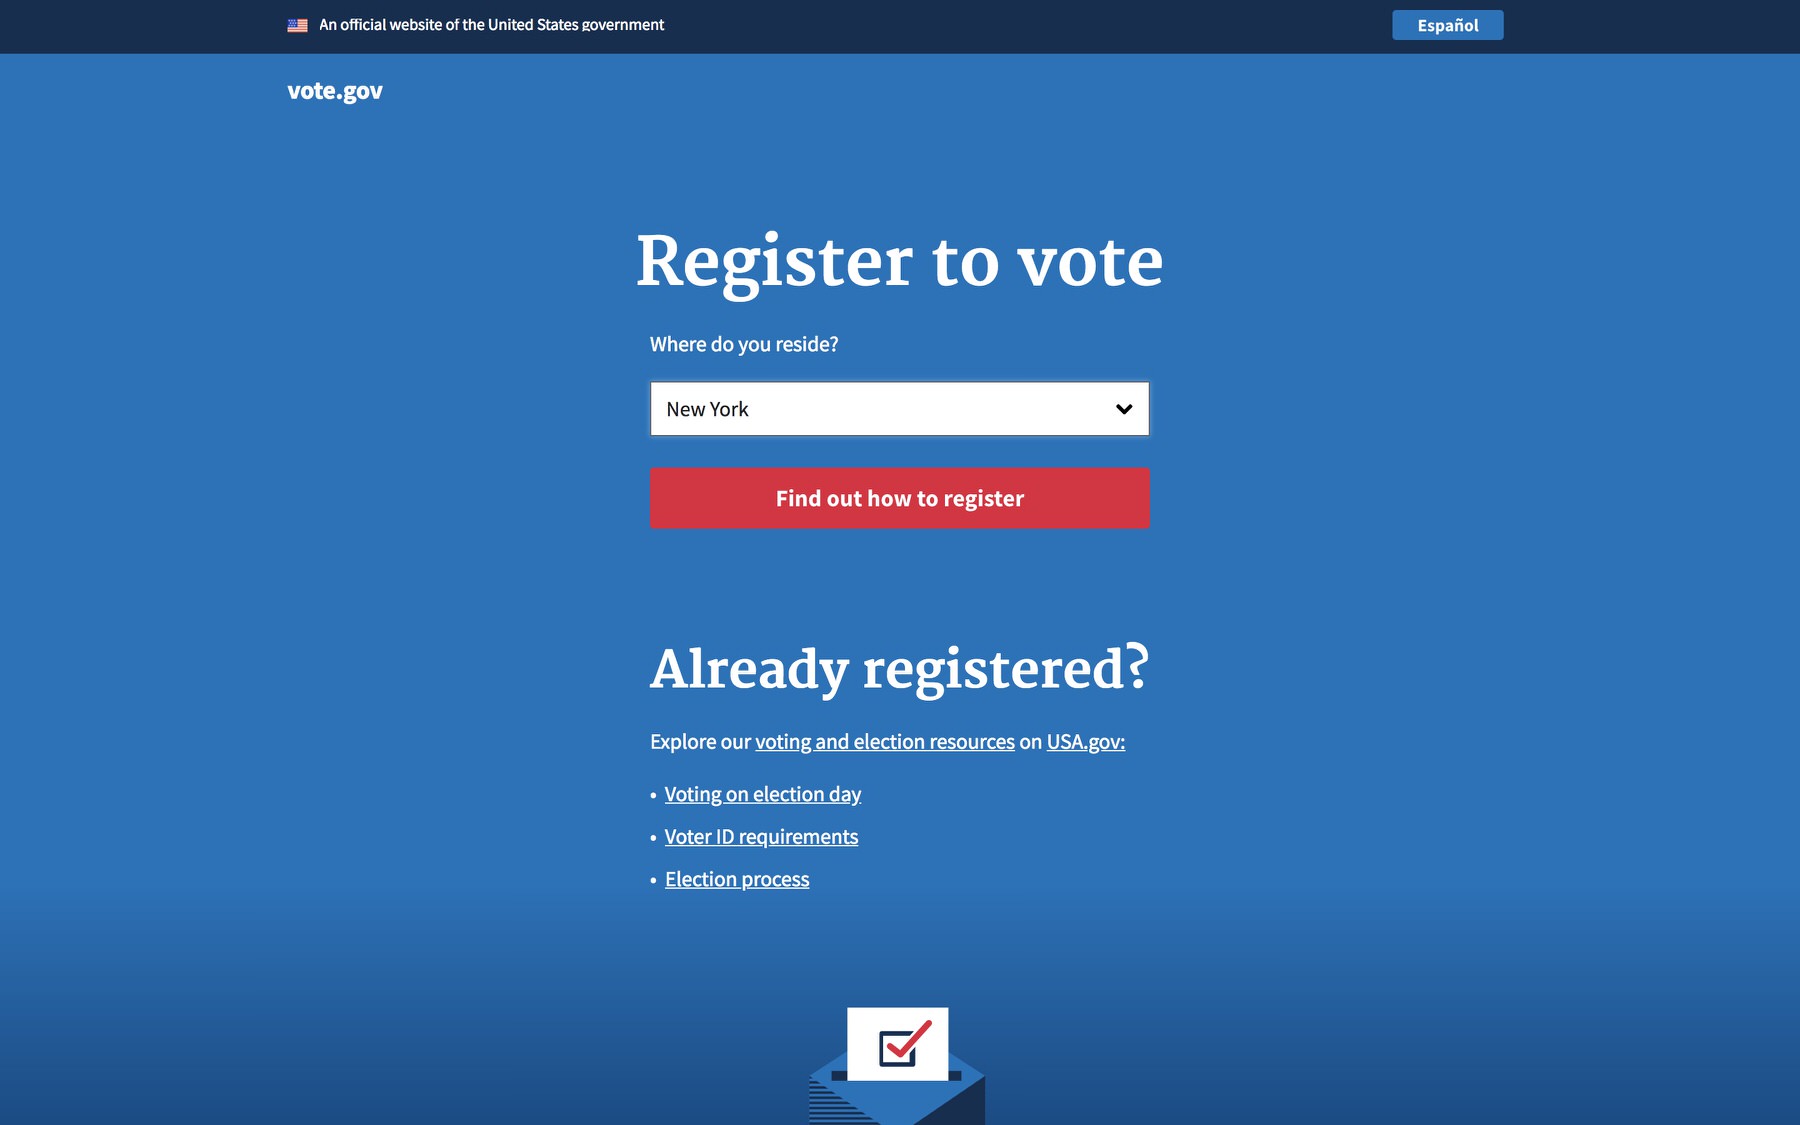 An official website of the United States government
Español
vote.gov
Register to vote
Where do you reside?
New York
Find out how to register
Already registered?
Explore our voting and election resources on USA.gov:
• Voting on election day
• Voter ID requirements
• Election process